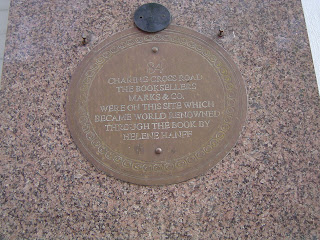 84
CHARING CROSS ROAD
THE BOOKSELLERS
MARKS & CO.
WERE ON THIS SITE WHICH
BECAME WORLD RENOWNED
THROUGH THE BOOK BY
HELENE HANFF